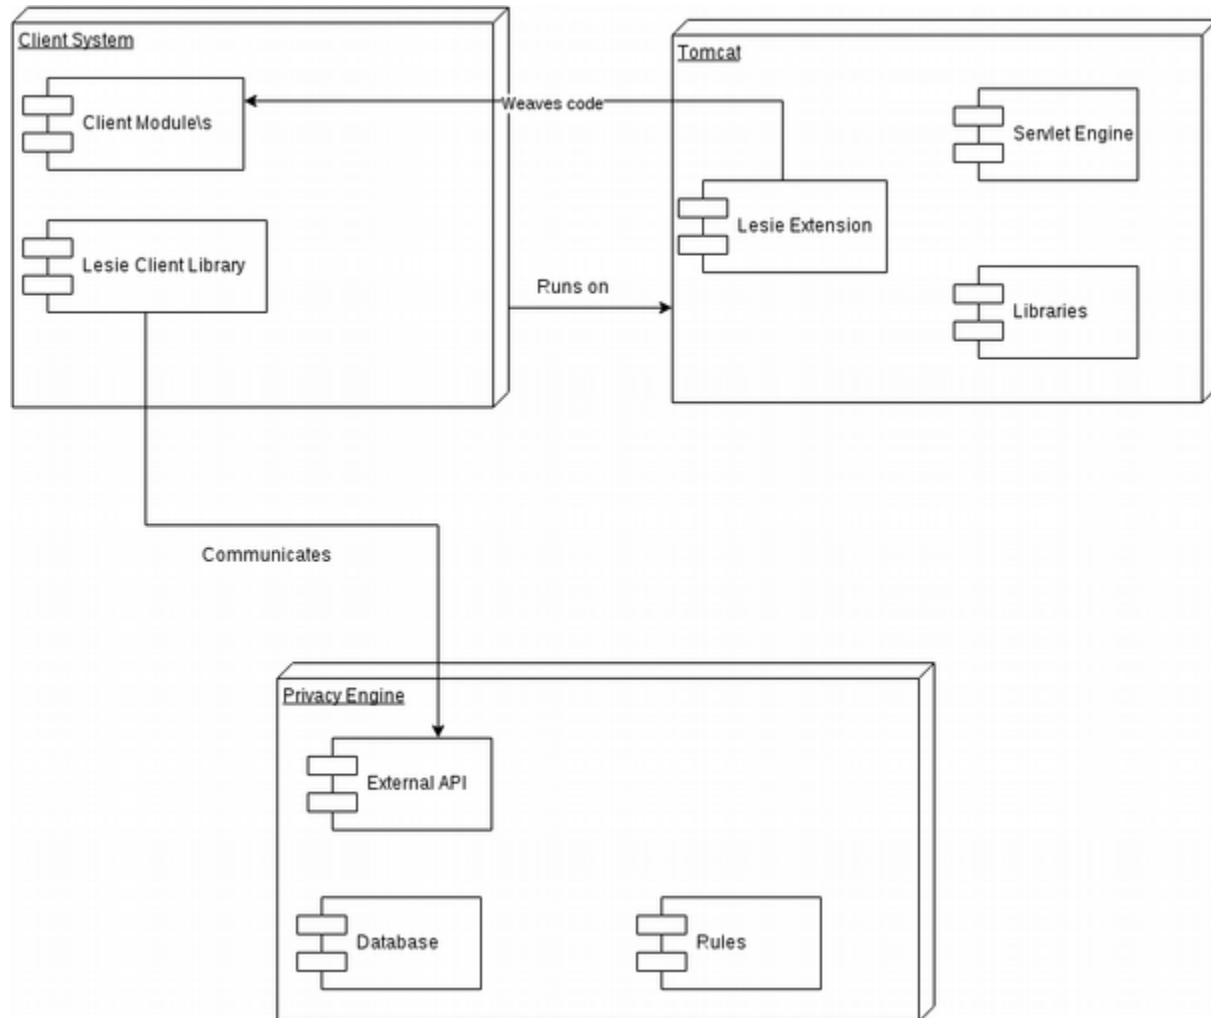 Client System
Tomcat
Client Module\s
Weaves code
Servlet Engine
Lesie Extension
Lesie Client Library
Runs on
Libraries
Communicates
Privacy Engine
External API
Database
Rules